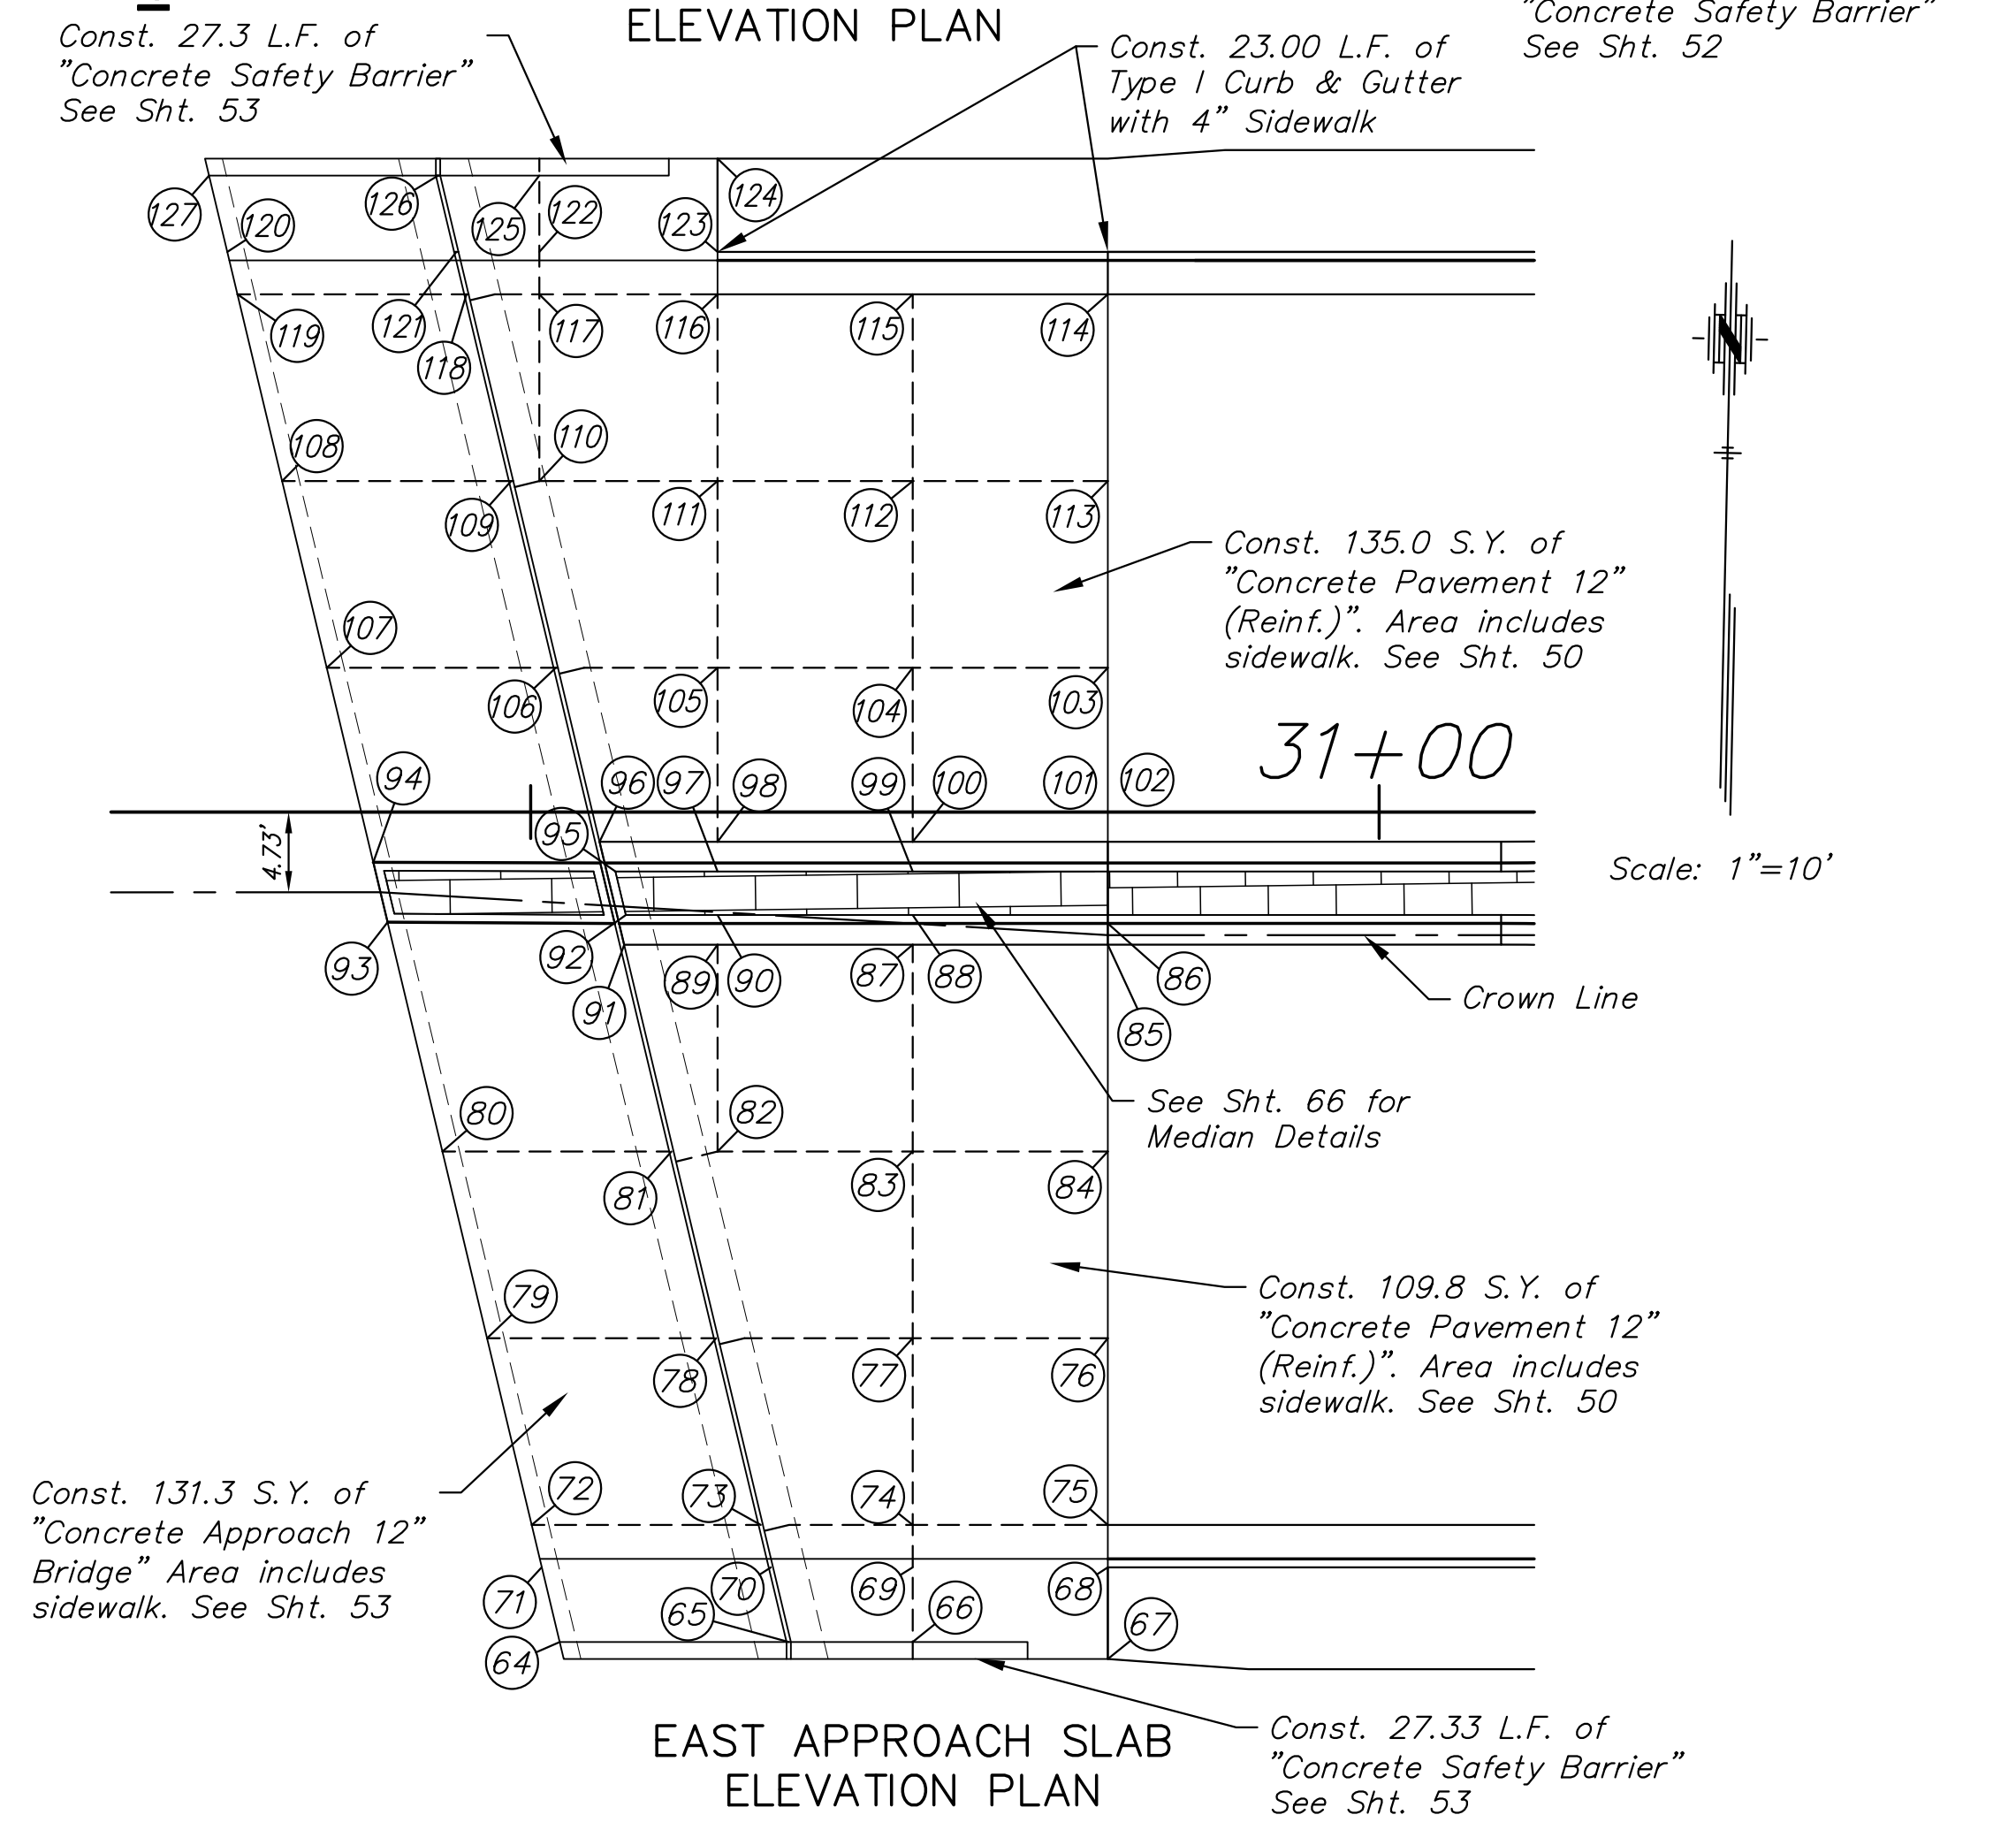 ELEVATION PLAN
Const. 27.3 L.F. of
"Concrete Safety Barrier"
See Sht. 53
Const. 23.00 L.F. of
Type I Curb & Gutter
with 4" Sidewalk
"Concrete Safety Barrier"
See Sht. 52
127
120
126
125
122
123
124
119
121
118
117
116
115
114
108
109
110
111
112
113
Const. 135.0 S.Y. of
"Concrete Pavement 12"
(Reinf.)". Area includes
sidewalk. See Sht. 50
N
107
106
105
104
103
31+00
94
95
96
97
98
99
100
101
102
4.73'
Scale: 1"=10'
93
92
91
89
90
87
88
86
85
Crown Line
See Sht. 66 for
Median Details
80
81
82
83
84
79
78
77
76
Const. 109.8 S.Y. of
"Concrete Pavement 12"
(Reinf.)". Area includes
sidewalk. See Sht. 50
Const. 131.3 S.Y. of
"Concrete Approach 12"
Bridge" Area includes
sidewalk. See Sht. 53
72
73
74
75
71
70
69
68
64
65
66
67
Const. 27.33 L.F. of
"Concrete Safety Barrier"
See Sht. 53
EAST APPROACH SLAB
ELEVATION PLAN